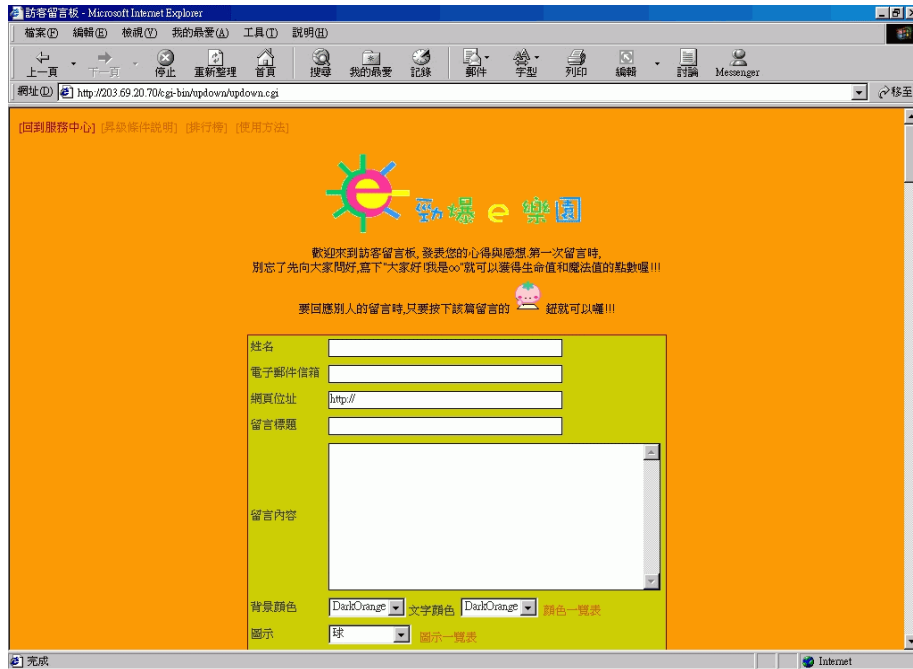 訪客留言板 - Microsoft Internet Explorer
檔案(F) 編輯(E) 檢視(V) 我的最愛(A) 工具(T) 說明(H)
上一頁 下一頁 停止 重新整理 首頁 搜尋 我的最愛 記錄 郵件 字型 列印 編輯 討論 Messenger
網址(D) http://203.69.20.70/cgi-bin/updown/updown.cgi 移至
[回到服務中心] [昇級條件說明] [排行榜] [使用方法]
e 勁爆 e 樂園
歡迎來到訪客留言板, 發表您的心得與感想.第一次留言時,
別忘了先向大家問好,寫下"大家好!我是∞"就可以獲得生命值和魔法值的點數喔!!!
要回應別人的留言時,只要按下該篇留言的 鈕就可以囉!!!
姓名
電子郵件信箱
網頁位址 http://
留言標題
留言內容
背景顏色 DarkOrange 文字顏色 DarkOrange 顏色一覽表
圖示 球 圖示一覽表
完成 Internet